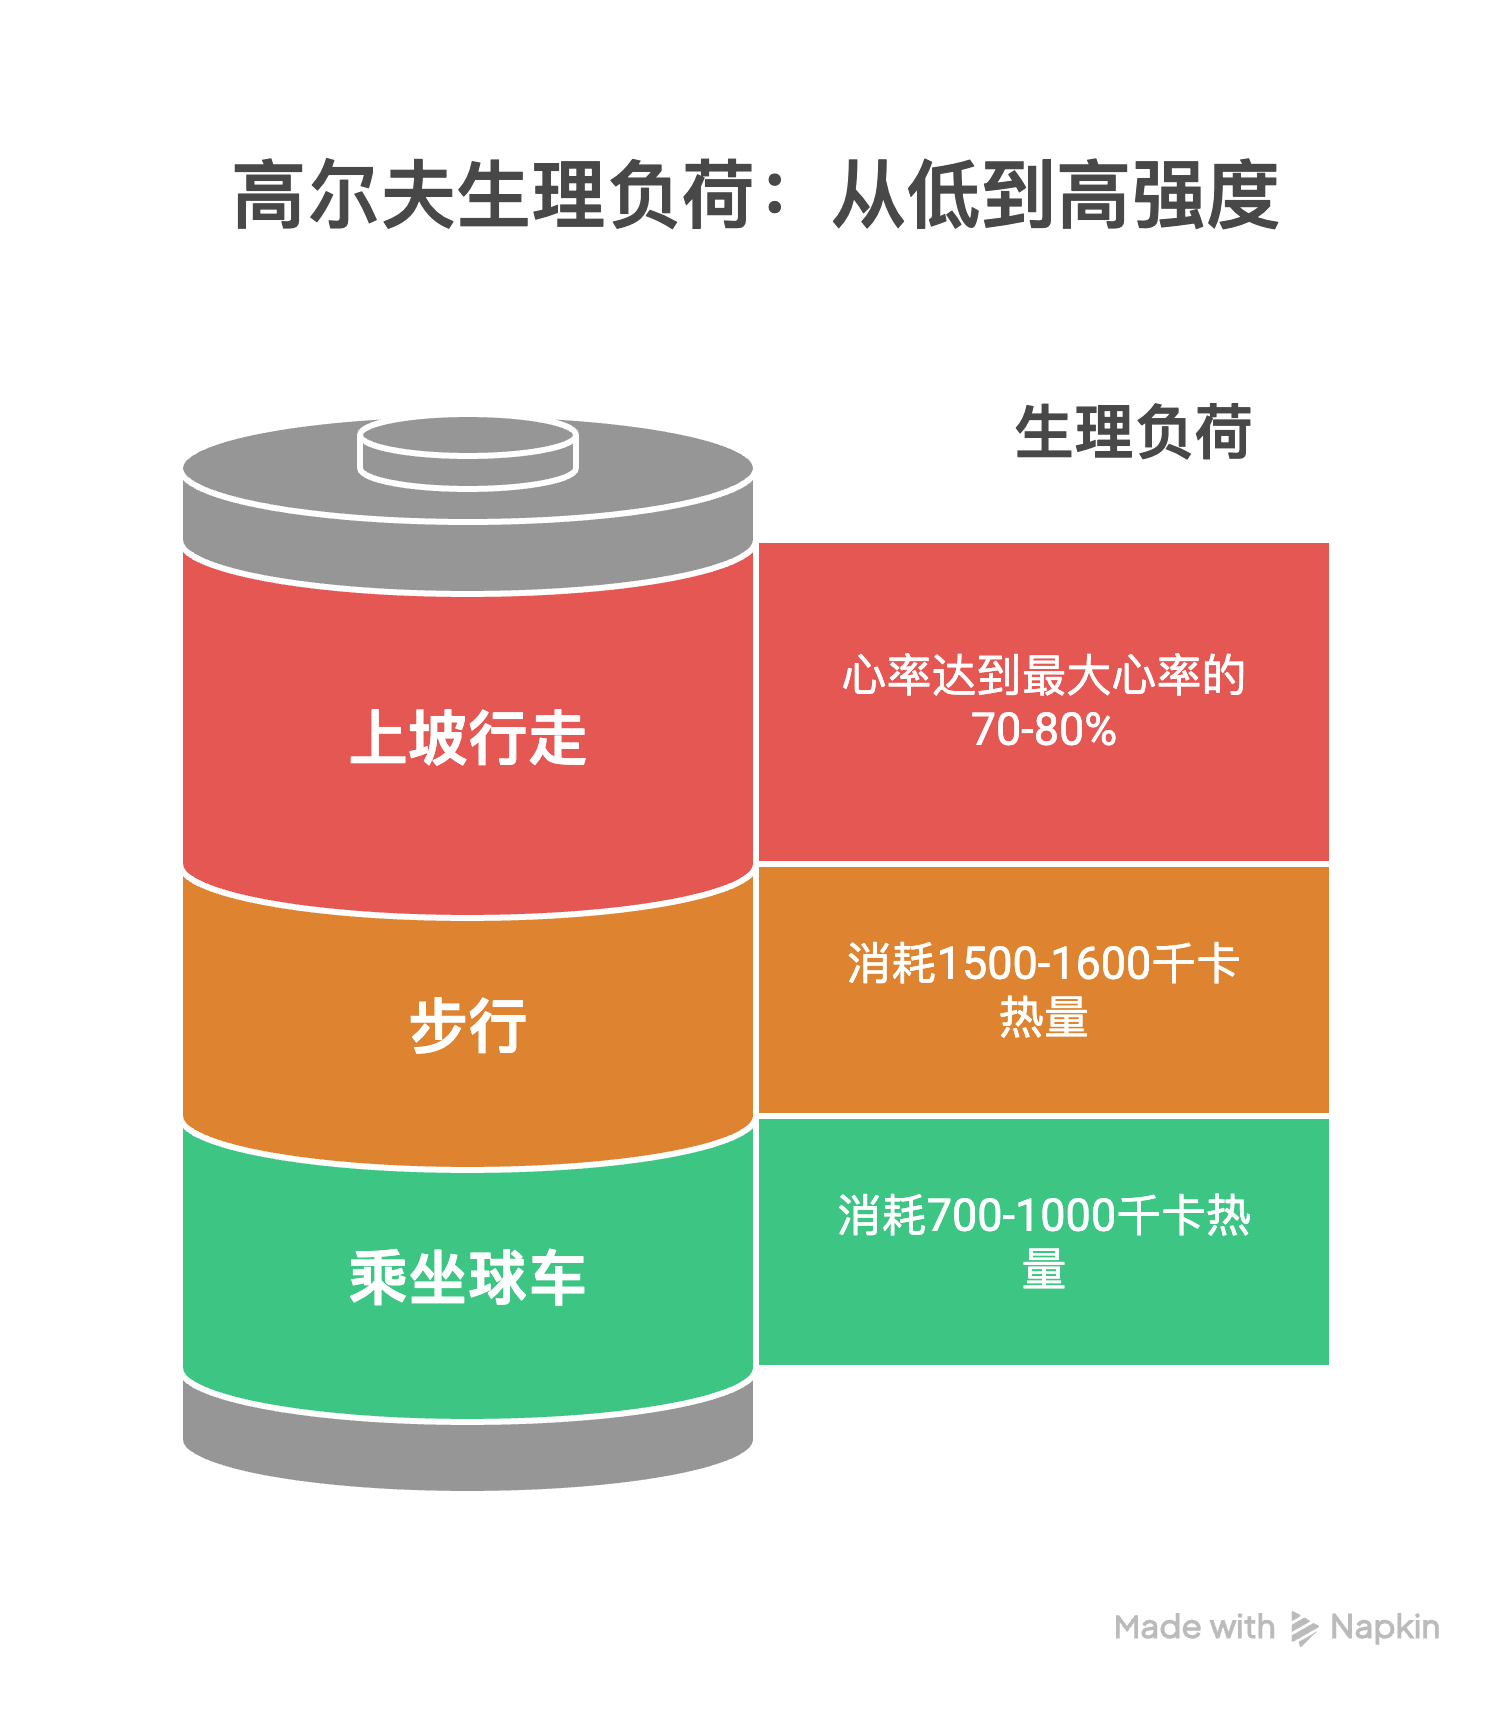 高尔夫生理负荷：从低到高强度
生理负荷
上坡行走
心率达到最大心率的
70-80%
步行
消耗1500-1600千卡
热量
乘坐球车
消耗700-1000千卡热
量
Made with Napkin